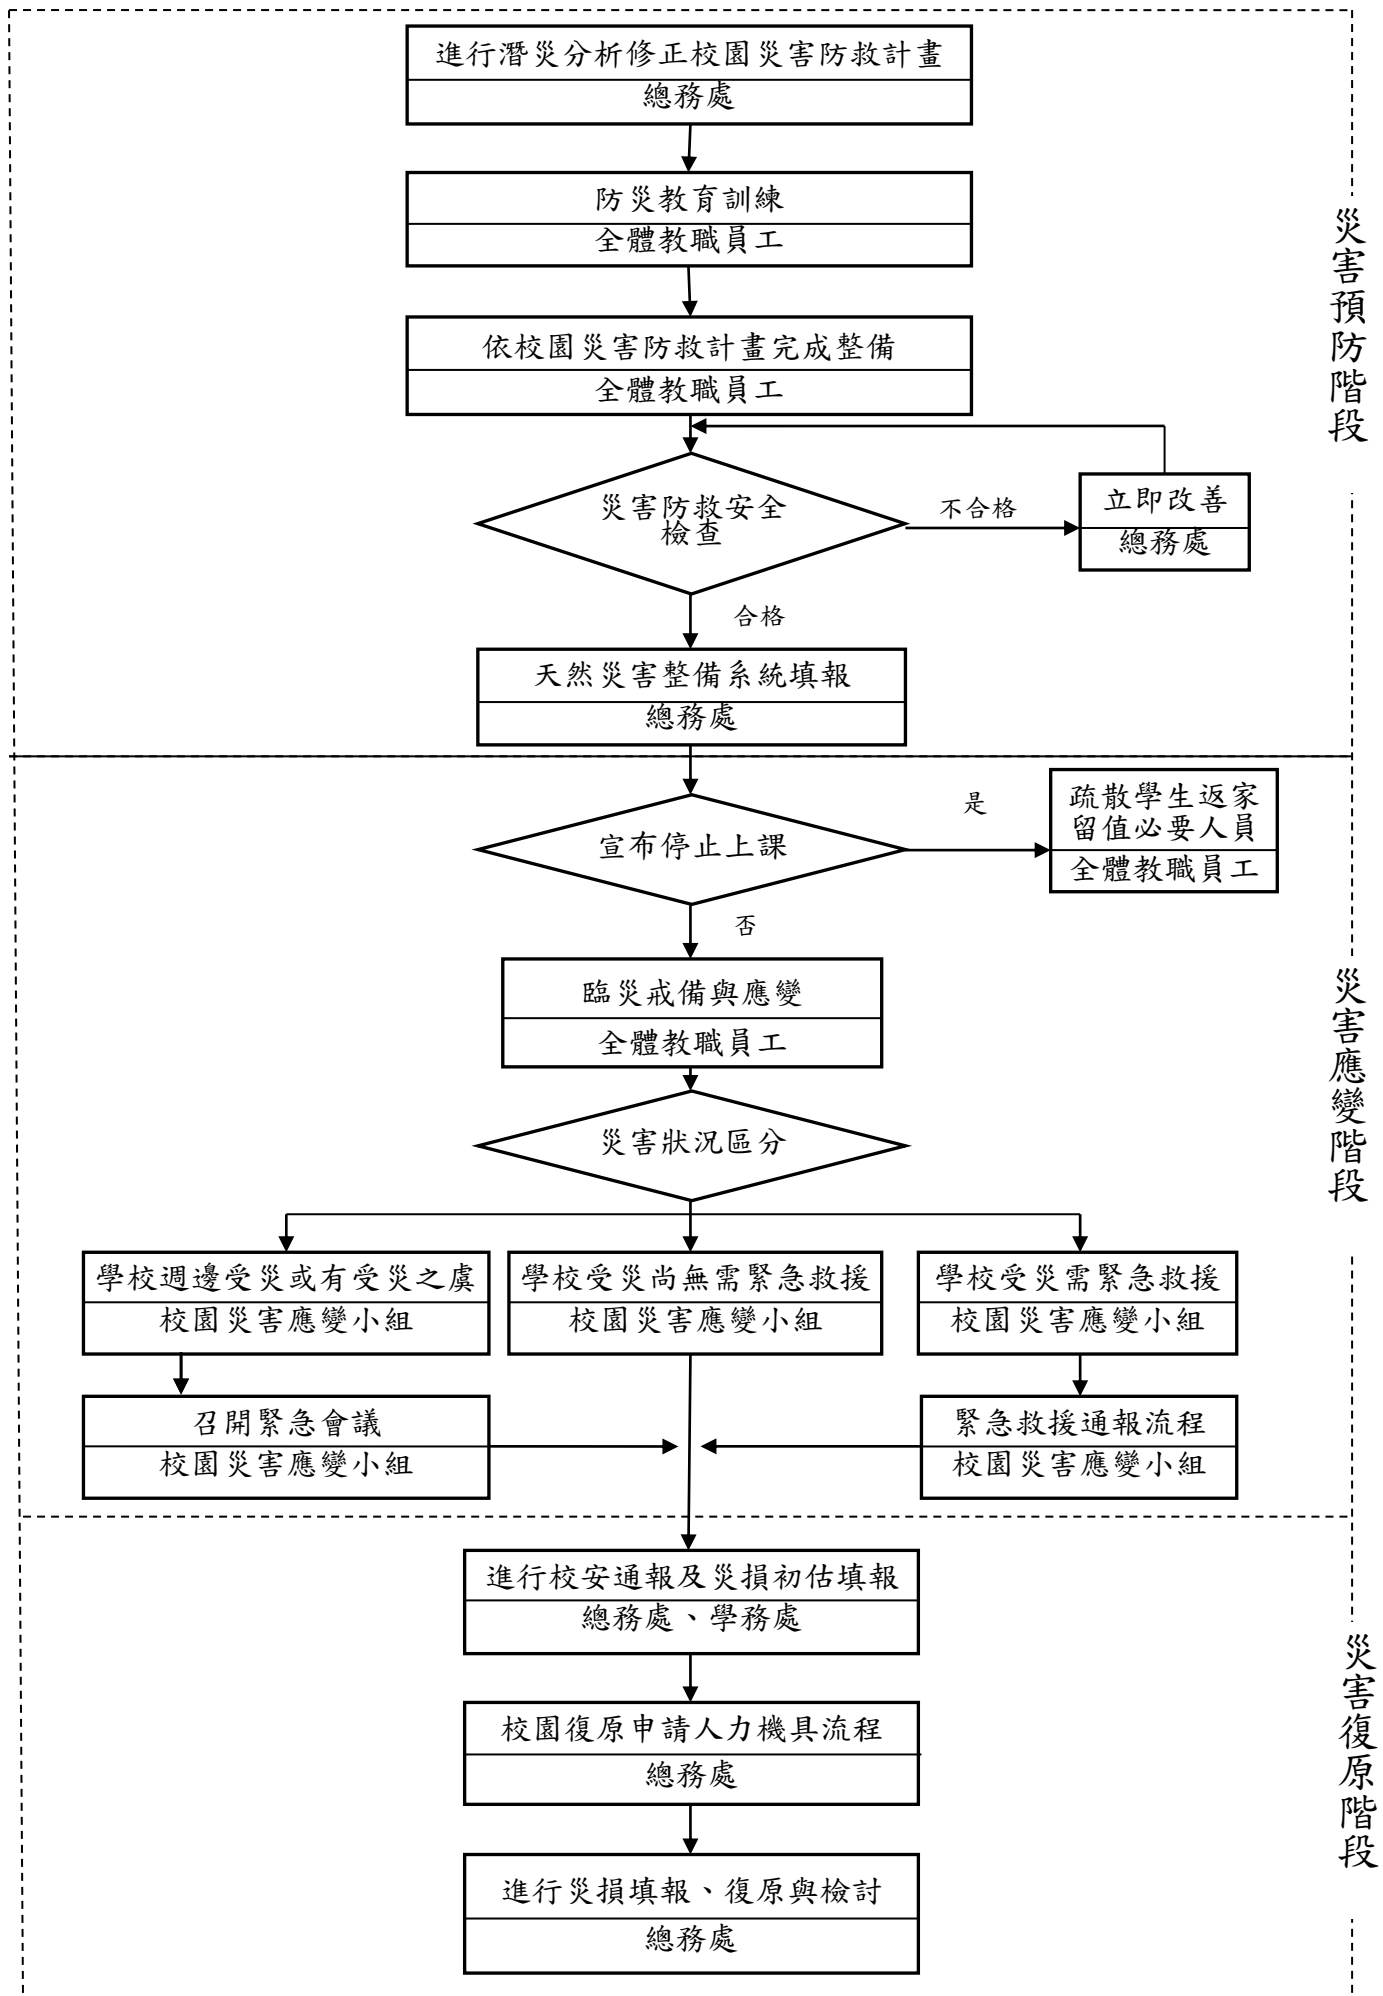 進行潛災分析修正校園災害防救計畫
總務處
防災教育訓練
全體教職員工
依校園災害防救計畫完成整備
全體教職員工
災害防救安全
檢查
不合格
立即改善
總務處
合格
天然災害整備系統填報
總務處
災害預防階段
宣布停止上課
是
疏散學生返家
留值必要人員
全體教職員工
否
臨災戒備與應變
全體教職員工
災害狀況區分
學校週邊受災或有受災之虞
校園災害應變小組
學校受災尚無需緊急救援
校園災害應變小組
學校受災需緊急救援
校園災害應變小組
召開緊急會議
校園災害應變小組
緊急救援通報流程
校園災害應變小組
災害應變階段
進行校安通報及災損初估填報
總務處、學務處
校園復原申請人力機具流程
總務處
進行災損填報、復原與檢討
總務處
災害復原階段